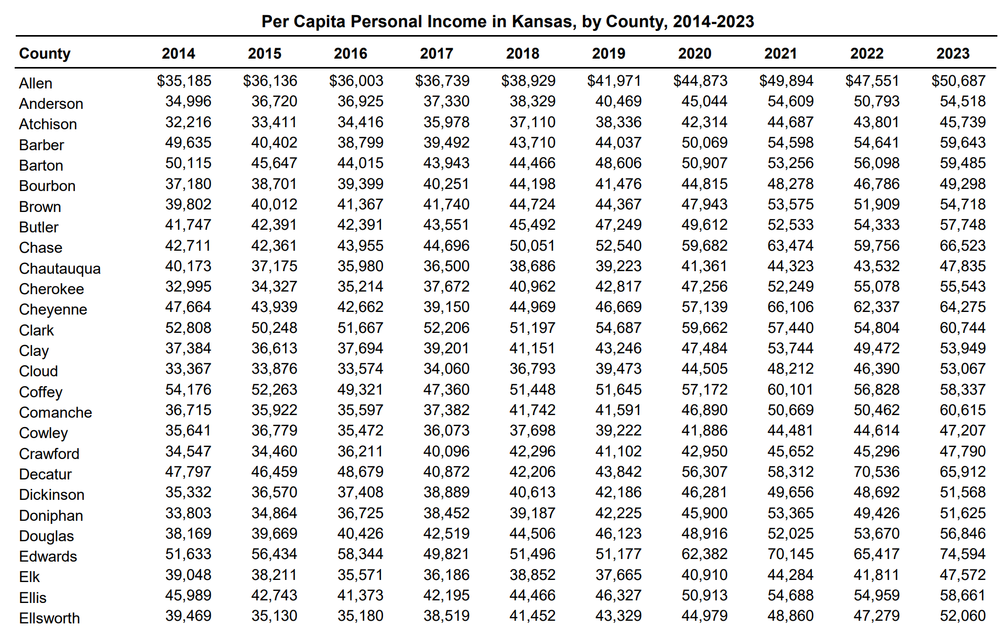 Per Capita Personal Income in Kansas, by County, 2014-2023
County 2014 2015 2016 2017 2018 2019 2020 2021 2022 2023
Allen $35,185 $36,136 $36,003 $36,739 $38,929 $41,971 $44,873 $49,894 $47,551 $50,687
Anderson 34,996 36,720 36,925 37,330 38,329 40,469 45,044 54,609 50,793 54,518
Atchison 32,216 33,411 34,416 35,978 37,110 38,336 42,314 44,687 43,801 45,739
Barber 49,635 40,402 38,799 39,492 43,710 44,037 50,069 54,598 54,641 59,643
Barton 50,115 45,647 44,015 43,943 44,466 48,606 50,907 53,256 56,098 59,485
Bourbon 37,180 38,701 39,399 40,251 44,198 41,476 44,815 48,278 46,786 49,298
Brown 39,802 40,012 41,367 41,740 44,724 44,367 47,943 53,575 51,909 54,718
Butler 41,747 42,391 42,391 43,551 45,492 47,249 49,612 52,533 54,333 57,748
Chase 42,711 42,361 43,955 44,696 50,051 52,540 59,682 63,474 59,756 66,523
Chautauqua 40,173 37,175 35,980 36,500 38,686 39,223 41,361 44,323 43,532 47,835
Cherokee 32,995 34,327 35,214 37,672 40,962 42,817 47,256 52,249 55,078 55,543
Cheyenne 47,664 43,939 42,662 39,150 44,969 46,669 57,139 66,106 62,337 64,275
Clark 52,808 50,248 51,667 52,206 51,197 54,687 59,662 57,440 54,804 60,744
Clay 37,384 36,613 37,694 39,201 41,151 43,246 47,484 53,744 49,472 53,949
Cloud 33,367 33,876 33,574 34,060 36,793 39,473 44,505 48,212 46,390 53,067
Coffey 54,176 52,263 49,321 47,360 51,448 51,645 57,172 60,101 56,828 58,337
Comanche 36,715 35,922 35,597 37,382 41,742 41,591 46,890 50,669 50,462 60,615
Cowley 35,641 36,779 35,472 36,073 37,698 39,222 41,886 44,481 44,614 47,207
Crawford 34,547 34,460 36,211 40,096 42,296 41,102 42,950 45,652 45,296 47,790
Decatur 47,797 46,459 48,679 40,872 42,206 43,842 56,307 58,312 70,536 65,912
Dickinson 35,332 36,570 37,408 38,889 40,613 42,186 46,281 49,656 48,692 51,568
Doniphan 33,803 34,864 36,725 38,452 39,187 42,225 45,900 53,365 49,426 51,625
Douglas 38,169 39,669 40,426 42,519 44,506 46,123 48,916 52,025 53,670 56,846
Edwards 51,633 56,434 58,344 49,821 51,496 51,177 62,382 70,145 65,417 74,594
Elk 39,048 38,211 35,571 36,186 38,852 37,665 40,910 44,284 41,811 47,572
Ellis 45,989 42,743 41,373 42,195 44,466 46,327 50,913 54,688 54,959 58,661
Ellsworth 39,469 35,130 35,180 38,519 41,452 43,329 44,979 48,860 47,279 52,060